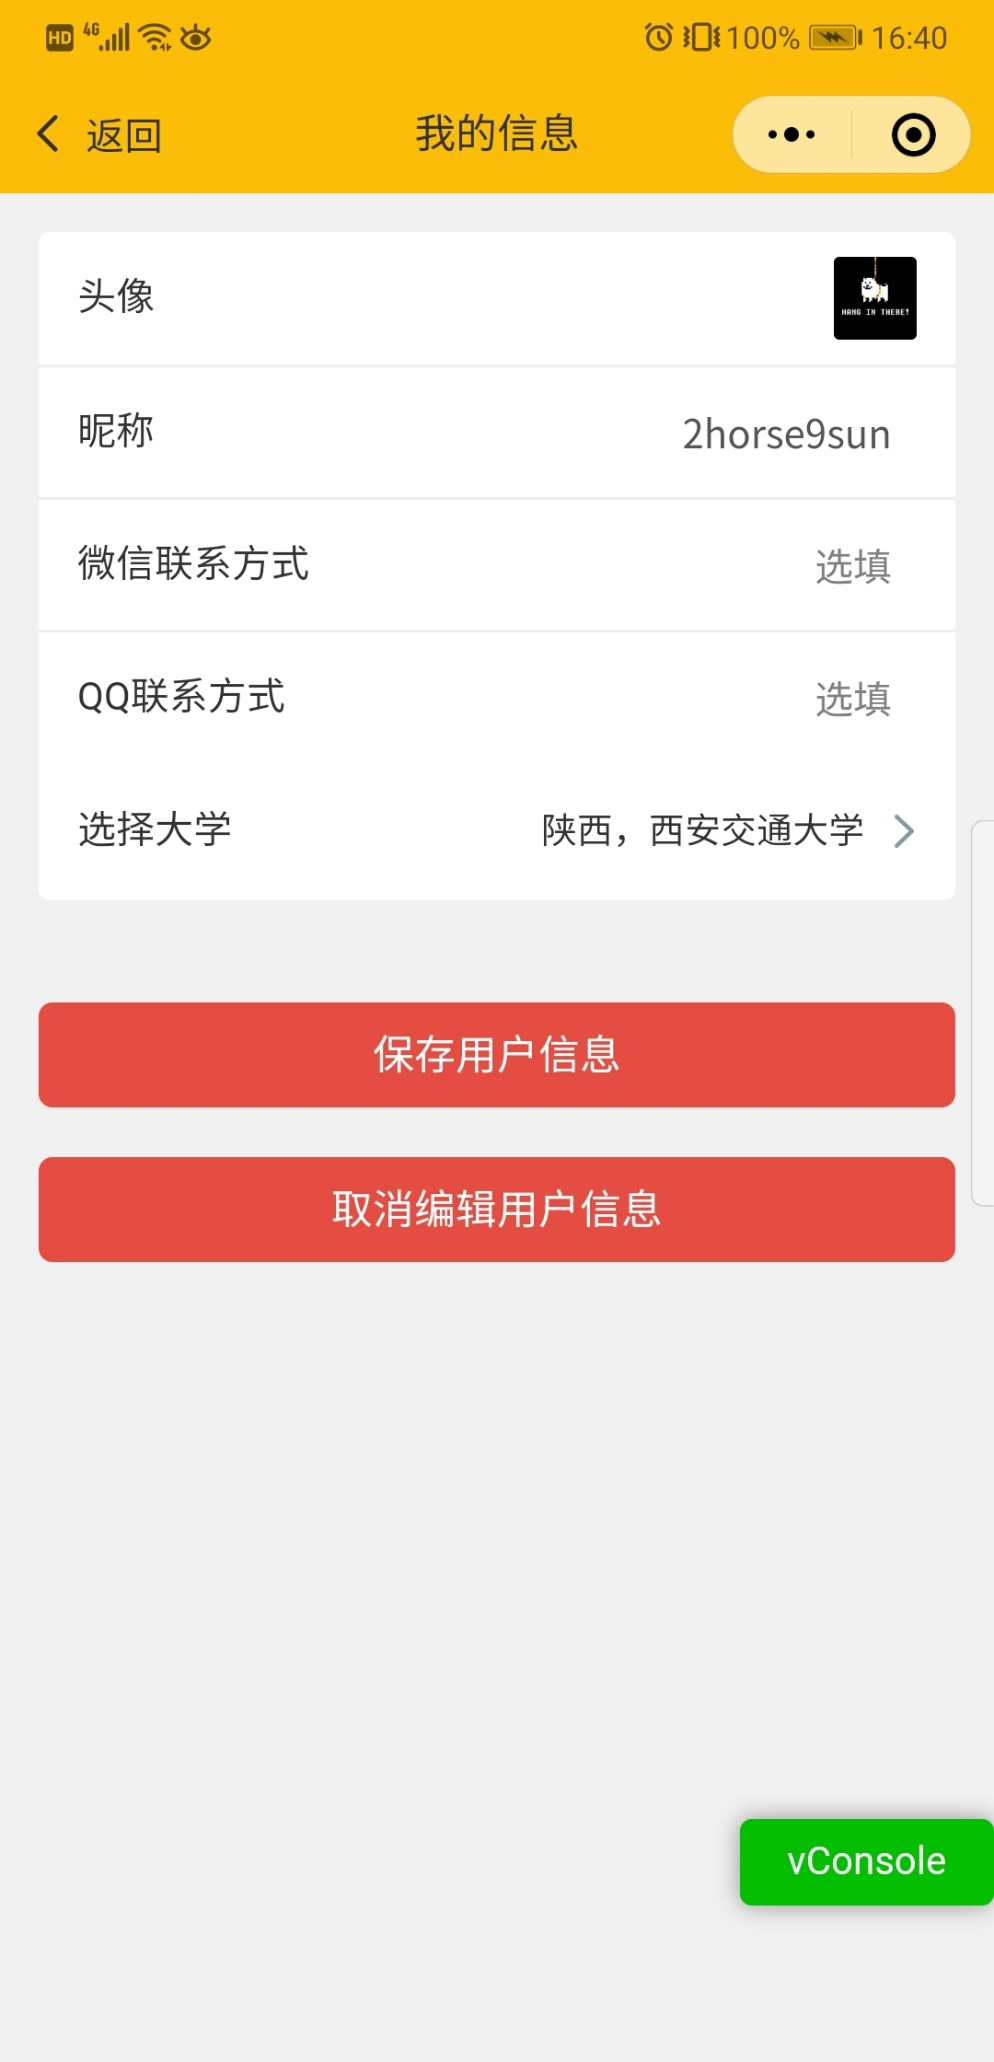 HD 4G 100% 16:40
返回 我的信息
头像
HANG IN THERE!
昵称 2horse9sun
微信联系方式 选填
QQ联系方式 选填
选择大学 陕西，西安交通大学
保存用户信息
取消编辑用户信息
vConsole